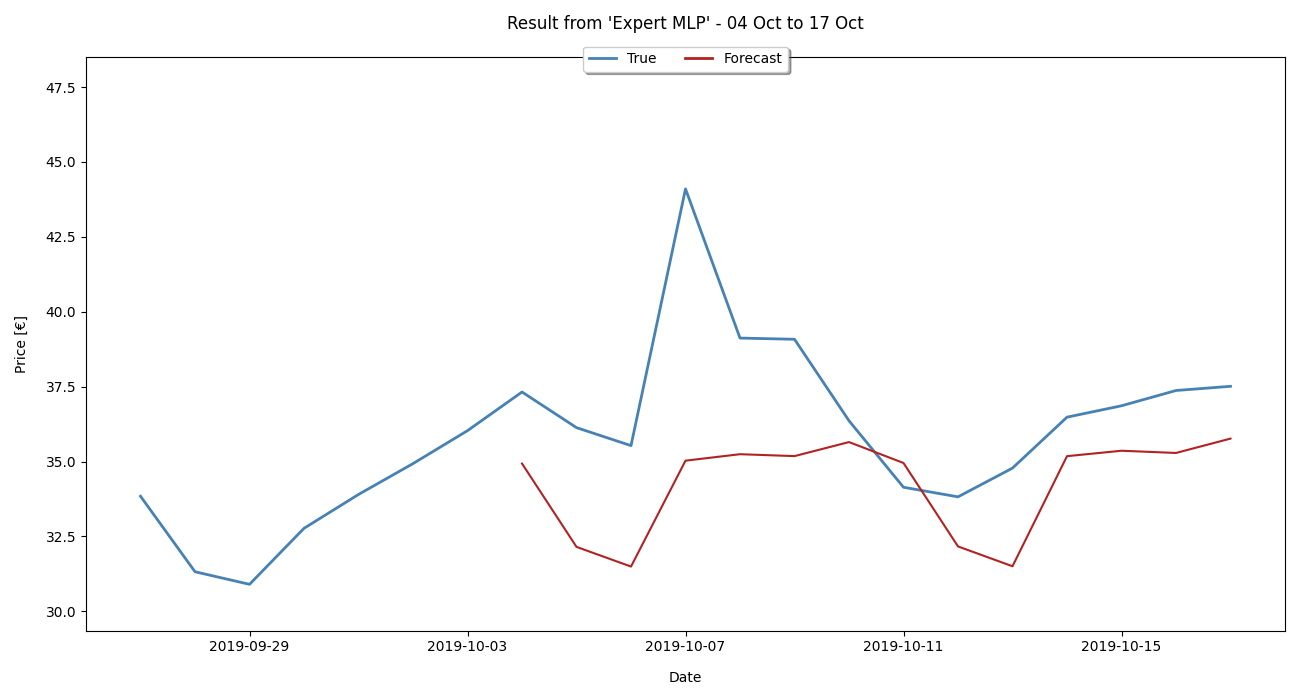 Result from 'Expert MLP' - 04 Oct to 17 Oct
True Forecast
47.5
45.0
42.5
40.0
37.5
35.0
32.5
30.0
Price [€]
2019-09-29 2019-10-03 2019-10-07 2019-10-11 2019-10-15
Date